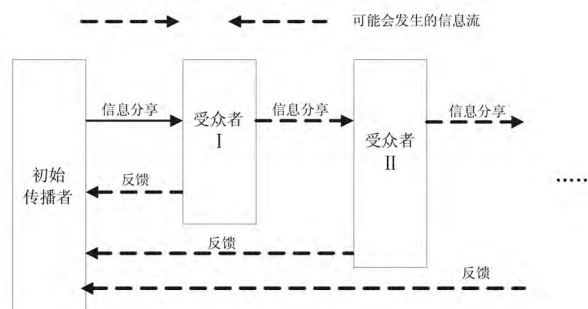 可能会发生的信息流
信息分享
受众者
I
信息分享
受众者
II
信息分享
初始
传播者
反馈
反馈
反馈
……